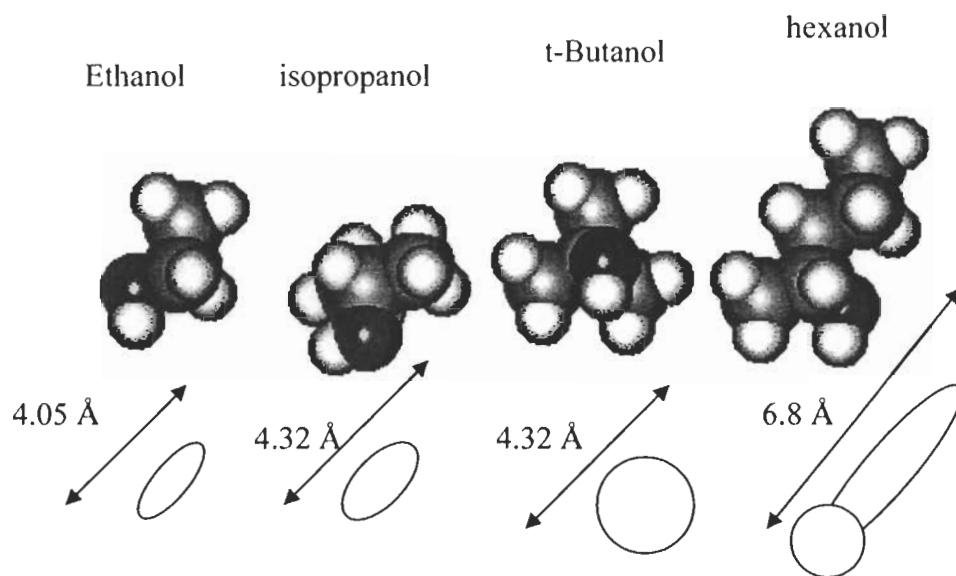 Ethanol
isopropanol
t-Butanol
hexanol
4.05 Å
4.32 Å
4.32 Å
6.8 Å